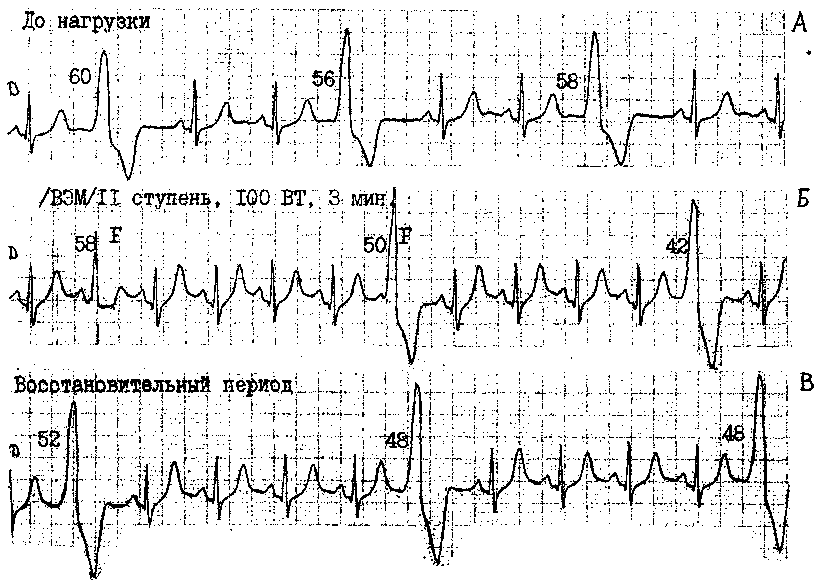 До нагрузки А
60 56 58
D
/ВЭМ/II ступень, 100 ВТ, 3 мин. Б
58 F 50 F 42
D
Восстановительный период В
52 48 48
D